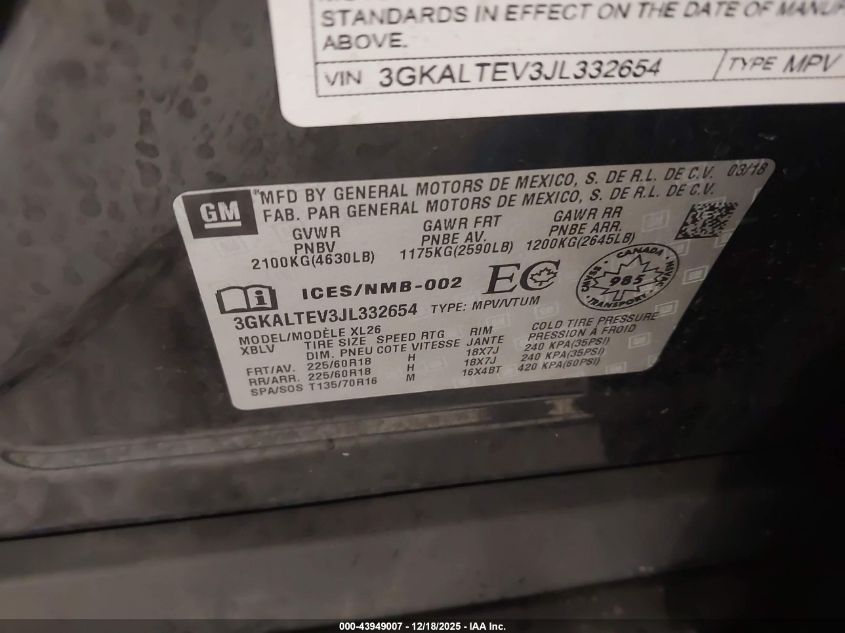 STANDARDS IN EFFECT ON THE DATE OF MANUF
ABOVE.
VIN 3GKALTEV3JL332654 TYPE MPV
GM
*MFD BY GENERAL MOTORS DE MEXICO, S. DE R.L. DE C.V. 03/18
FAB. PAR GENERAL MOTORS DE MEXICO, S. DE R.L. DE C.V.
GVWR GAWR FRT GAWR RR
PNBV PNBE AV. PNBE ARR.
2100KG(4630LB) 1175KG(2590LB) 1200KG(2645LB)
i ICES/NMB-002 EC CANADA 985 TRANSPORT
3GKALTEV3JL332654 TYPE: MPV/VTUM
MODEL/MODÈLE XL26
XBLV TIRE SIZE SPEED RTG RIM COLD TIRE PRESSURE
DIM. PNEU COTE VITESSE JANTE PRESSION A FROID
FRT/AV. 225/60R18 H 18X7J 240 KPA(35PSI)
RR/ARR. 225/60R18 H 18X7J 240 KPA(35PSI)
SPA/SOS T135/70R16 M 16X4BT 420 KPA(60PSI)
000-43949007 - 12/18/2025 - IAA Inc.